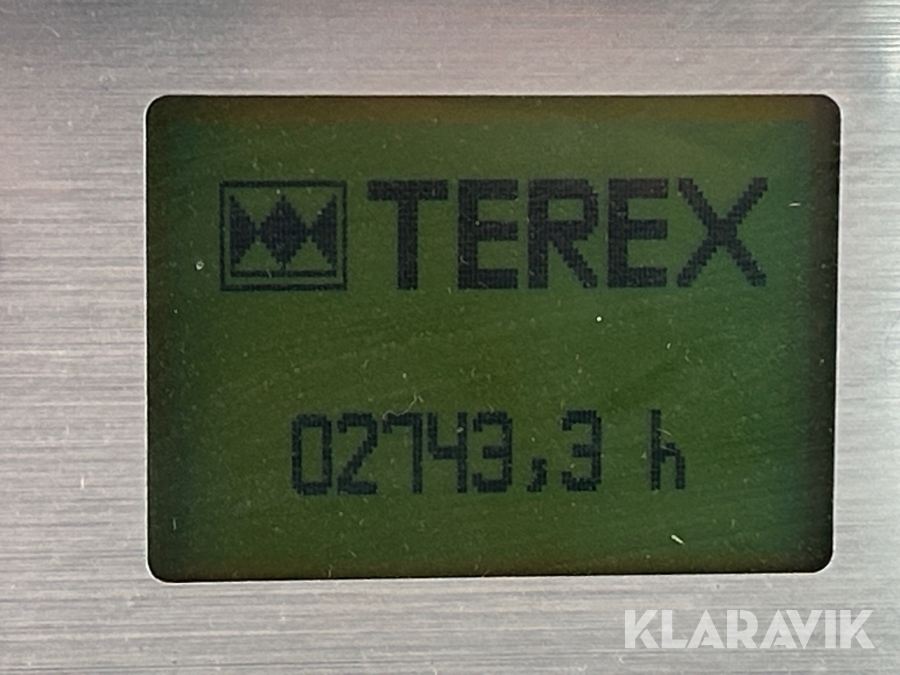 TEREX
02743,3 h
KLARAVIK